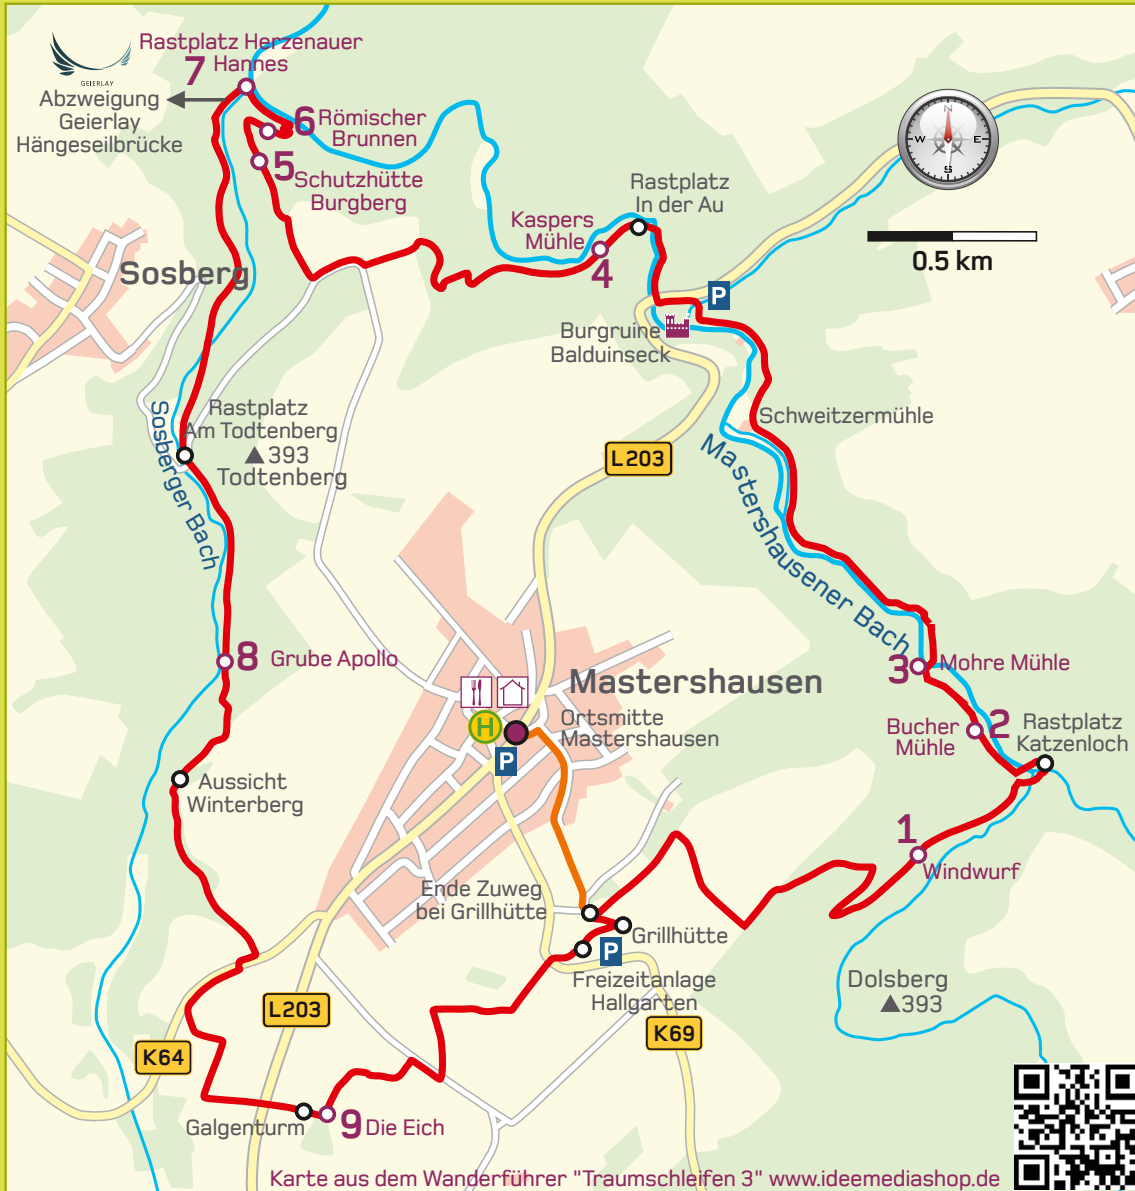 Rastplatz Herzenauer
Hannes
7
GEIERLAY
Abzweigung
Geierlay
Hängeseilbrücke
6
Römischer
Brunnen
5
Schutzhütte
Burgberg
N
W
E
S
0.5 km
Rastplatz
In der Au
Kaspers
Mühle
4
Sosberg
P
Burgruine
Balduinseck
Schweitzermühle
Rastplatz
Am Todtenberg
393
Todtenberg
Sosberger Bach
L203
Mastershausener Bach
8
Grube Apollo
3
Mohre Mühle
Bucher
Mühle
2
Rastplatz
Katzenloch
Mastershausen
H
Ortsmitte
Mastershausen
P
Aussicht
Winterberg
1
Windwurf
Ende Zuweg
bei Grillhütte
Grillhütte
P
Freizeitanlage
Hallgarten
Dolsberg
393
L203
K69
K64
Galgenturm
9
Die Eich
Karte aus dem Wanderführer "Traumschleifen 3" www.ideemediashop.de